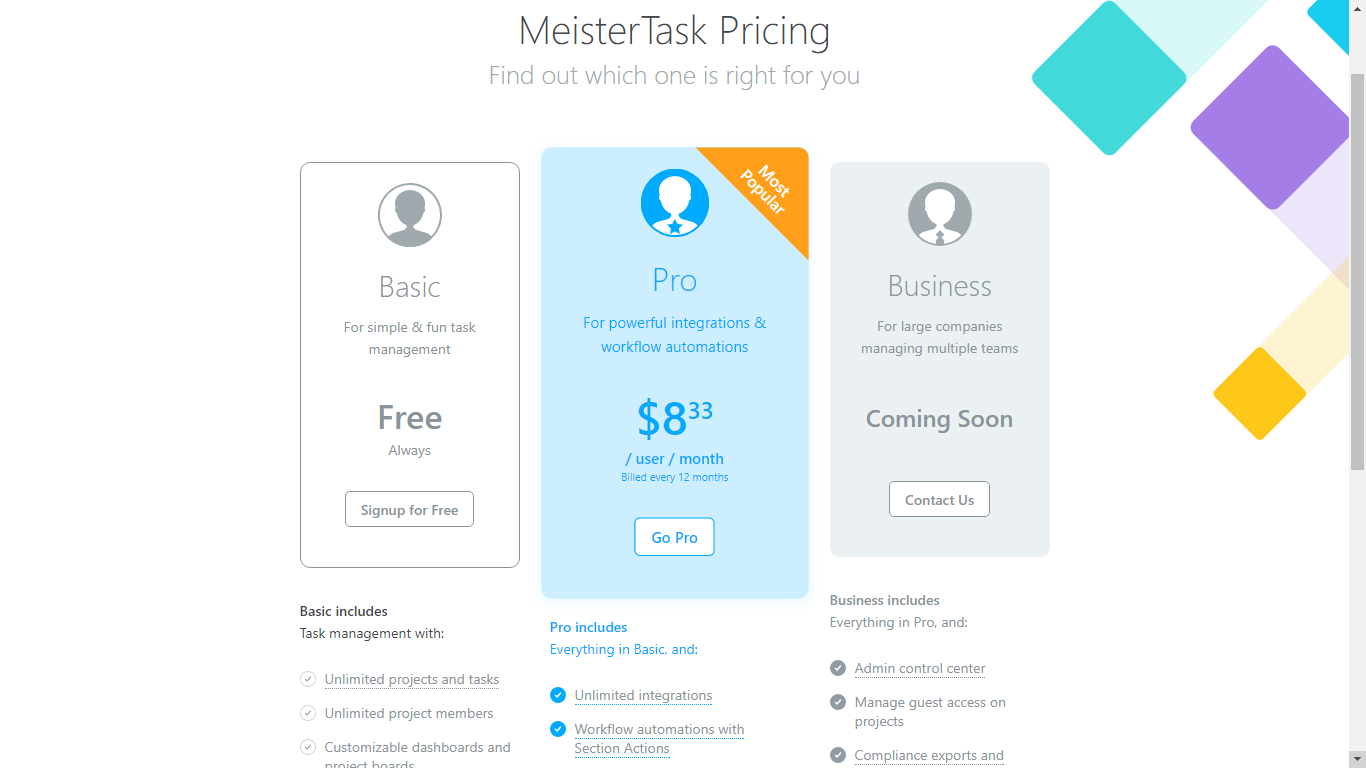 MeisterTask Pricing
Find out which one is right for you
Basic
For simple & fun task
management
Free
Always
Signup for Free
Most
Popular
Pro
For powerful integrations &
workflow automations
$8 33
/ user / month
Billed every 12 months
Go Pro
Business
For large companies
managing multiple teams
Coming Soon
Contact Us
Basic includes
Task management with:
Unlimited projects and tasks
Unlimited project members
Customizable dashboards and
project boards
Pro includes
Everything in Basic, and:
Unlimited integrations
Workflow automations with
Section Actions
Business includes
Everything in Pro, and:
Admin control center
Manage guest access on
projects
Compliance exports and